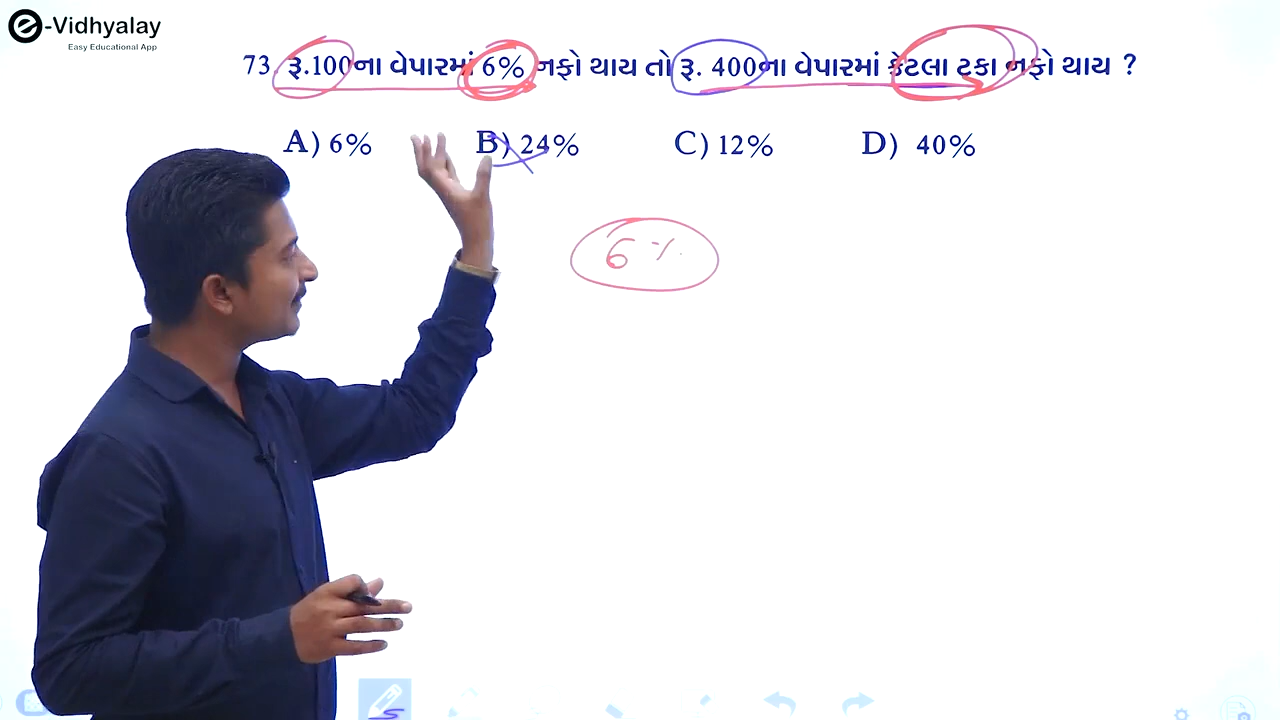 e-Vidhyalay
Easy Educational App
73 રૂ.100ના વેપારમાં 6% નફો થાય તો રૂ. 400ના વેપારમાં કેટલા ટકા નફો થાય ?
A) 6% B) 24% C) 12% D) 40%
6 %